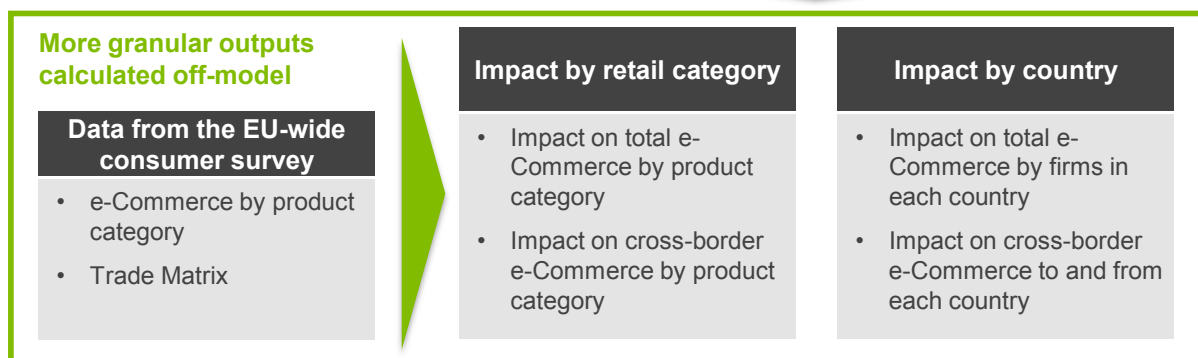 More granular outputs
calculated off-model
Data from the EU-wide
consumer survey
• e-Commerce by product
category
• Trade Matrix
Impact by retail category
• Impact on total e-
Commerce by product
category
• Impact on cross-border
e-Commerce by product
category
Impact by country
• Impact on total e-
Commerce by firms in
each country
• Impact on cross-border
e-Commerce to and from
each country